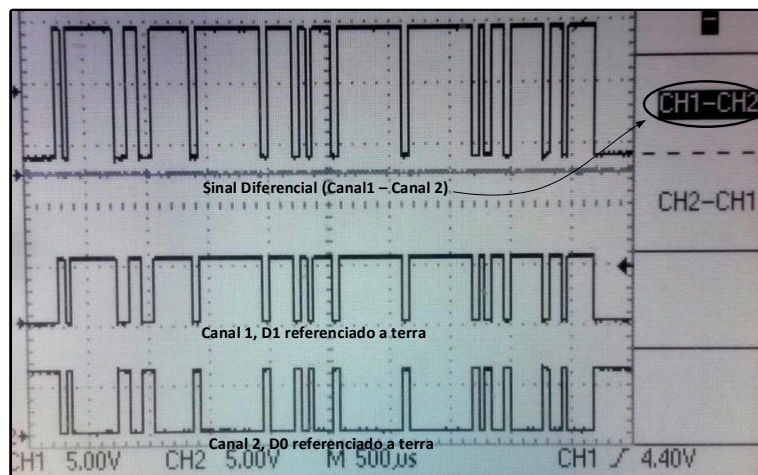 CH1-CH2
Sinal Diferencial (Canal1 – Canal 2)
CH2-CH1
Canal 1, D1 referenciado a terra
Canal 2, D0 referenciado a terra
CH1 5.00V CH2 5.00V M 500µs CH1 4.40V